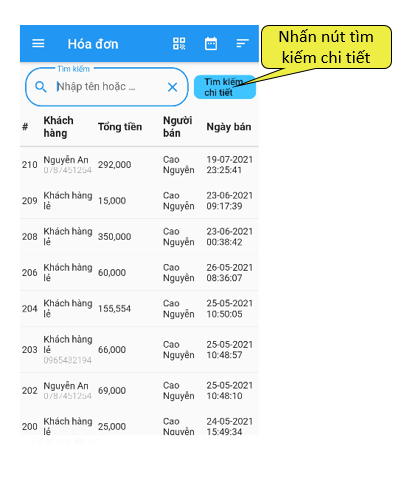 Hóa đơn
Nhấn nút tìm
kiếm chi tiết
Tìm kiếm
Nhập tên hoặc ...
Tìm kiếm
chi tiết
# Khách hàng Tổng tiền Người bán Ngày bán
210 Nguyễn An 292,000 Cao 19-07-2021
0787451254 Nguyên 23:25:41
209 Khách hàng 15,000 Cao 23-06-2021
lẻ Nguyên 09:17:39
208 Khách hàng 350,000 Cao 23-06-2021
lẻ Nguyên 00:38:42
206 Khách hàng 60,000 Cao 26-05-2021
lẻ Nguyên 08:36:07
204 Khách hàng 155,554 Cao 25-05-2021
lẻ Nguyên 10:50:05
203 Khách hàng 66,000 Cao 25-05-2021
lẻ Nguyên 10:48:57
0965432194
202 Nguyễn An 69,000 Cao 25-05-2021
0787451254 Nguyên 10:48:10
200 Khách hàng 25,000 Cao 24-05-2021
lẻ Nguyên 15:49:34